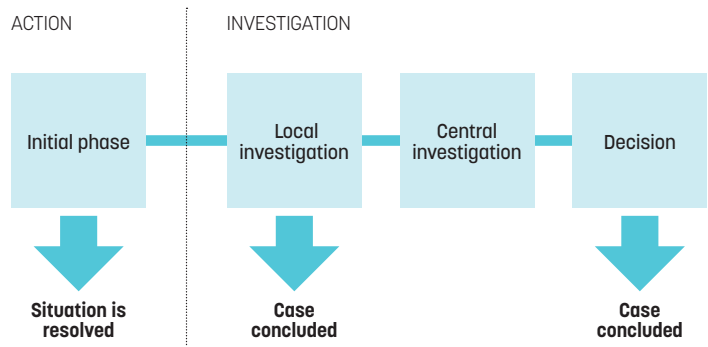 ACTION
INVESTIGATION
Initial phase
Local
investigation
Central
investigation
Decision
Situation is
resolved
Case
concluded
Case
concluded